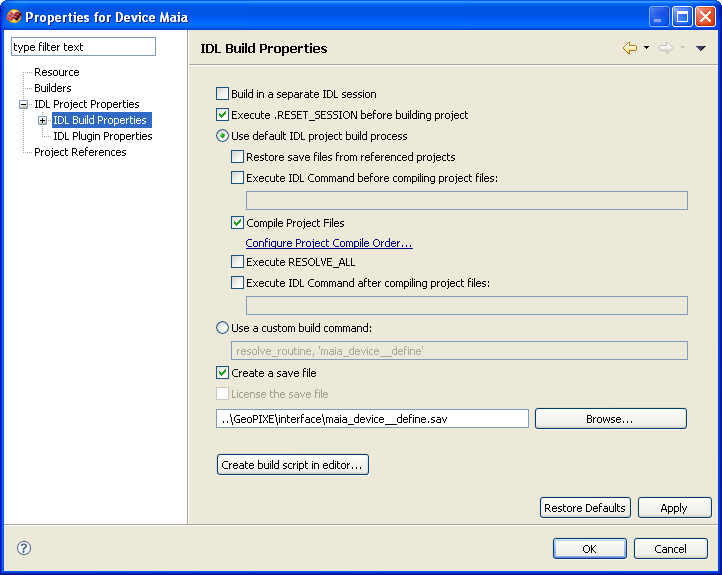 Properties for Device Maia
type filter text
Resource
Builders
IDL Project Properties
IDL Build Properties
IDL Plugin Properties
Project References
IDL Build Properties
Build in a separate IDL session
Execute .RESET_SESSION before building project
Use default IDL project build process
Restore save files from referenced projects
Execute IDL Command before compiling project files:
Compile Project Files
Configure Project Compile Order...
Execute RESOLVE_ALL
Execute IDL Command after compiling project files:
Use a custom build command:
resolve_routine, 'maia_device__define'
Create a save file
License the save file
..\GeoPIXE\interface\maia_device__define.sav
Browse...
Create build script in editor...
Restore Defaults
Apply
?
OK
Cancel